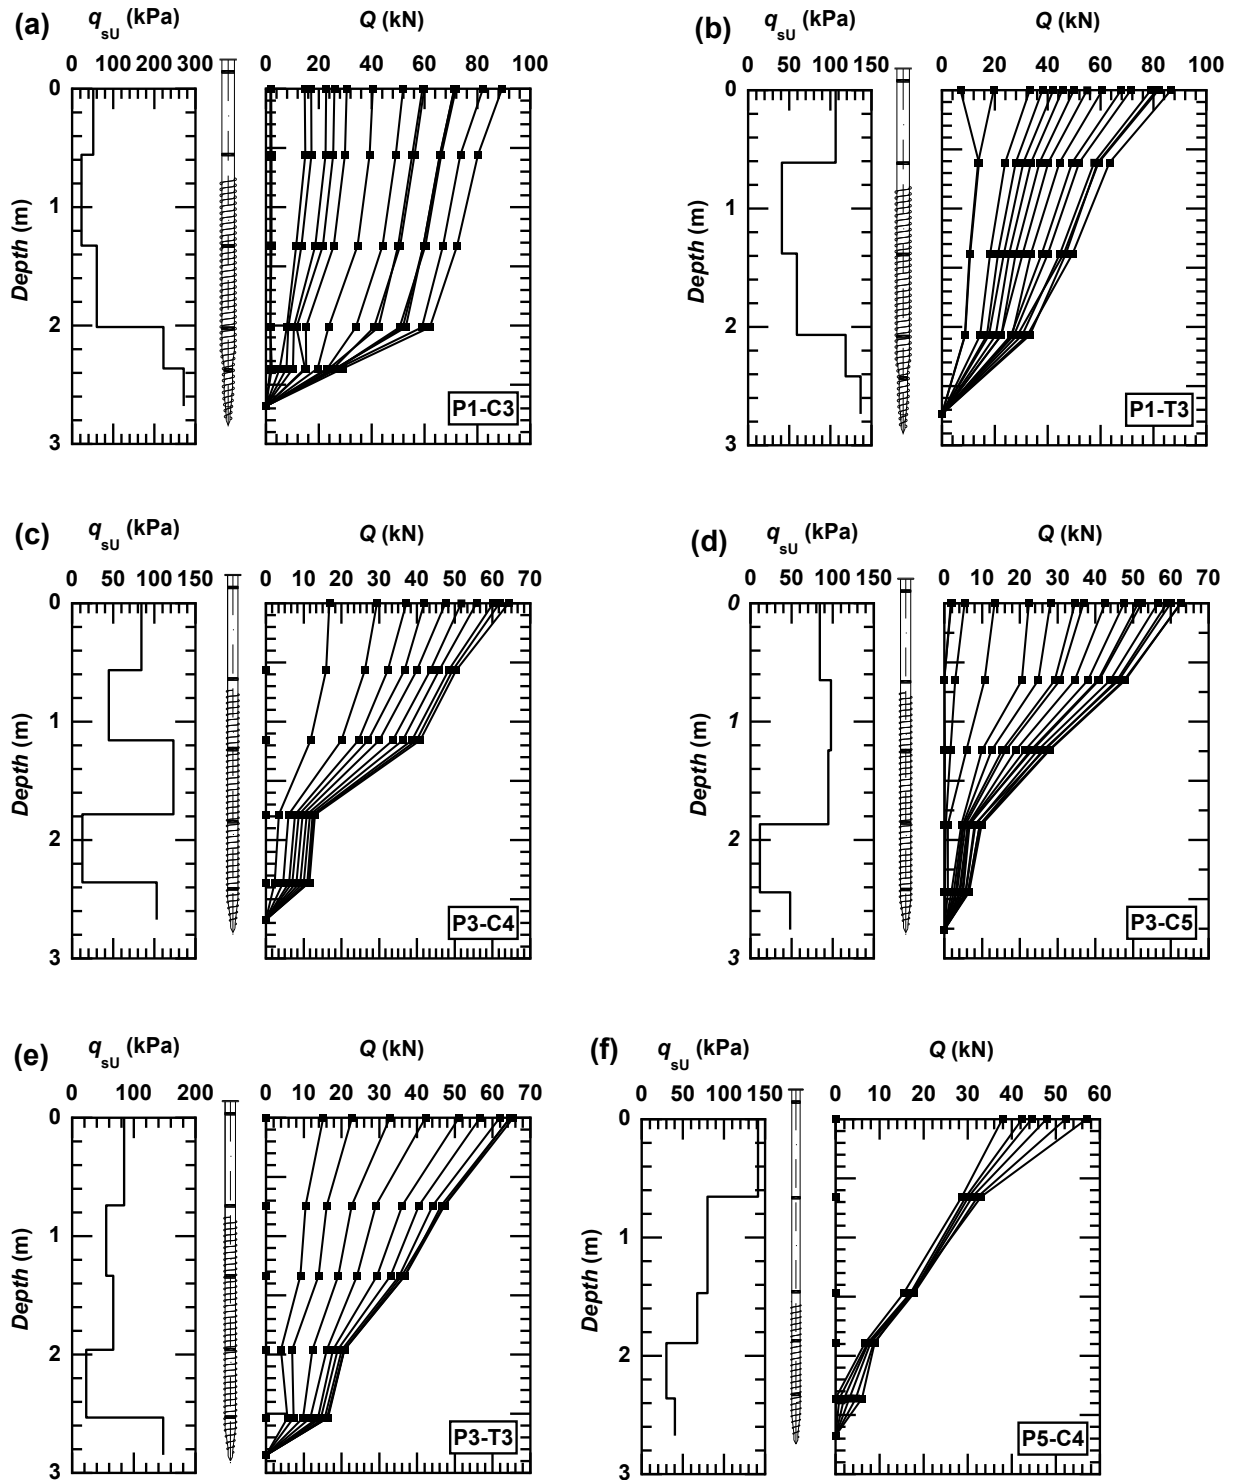 (a) q_sU (kPa) Q (kN)
0 100 200 300 0 20 40 60 80 100
0
1
2
3
Depth (m)
P1-C3
(b) q_sU (kPa) Q (kN)
0 50 100 150 0 20 40 60 80 100
0
1
2
3
Depth (m)
P1-T3
(c) q_sU (kPa) Q (kN)
0 50 100 150 0 10 20 30 40 50 60 70
0
1
2
3
Depth (m)
P3-C4
(d) q_sU (kPa) Q (kN)
0 50 100 150 0 10 20 30 40 50 60 70
0
1
2
3
Depth (m)
P3-C5
(e) q_sU (kPa) Q (kN)
0 100 200 0 10 20 30 40 50 60 70
0
1
2
3
Depth (m)
P3-T3
(f) q_sU (kPa) Q (kN)
0 50 100 150 0 10 20 30 40 50 60
0
1
2
3
Depth (m)
P5-C4